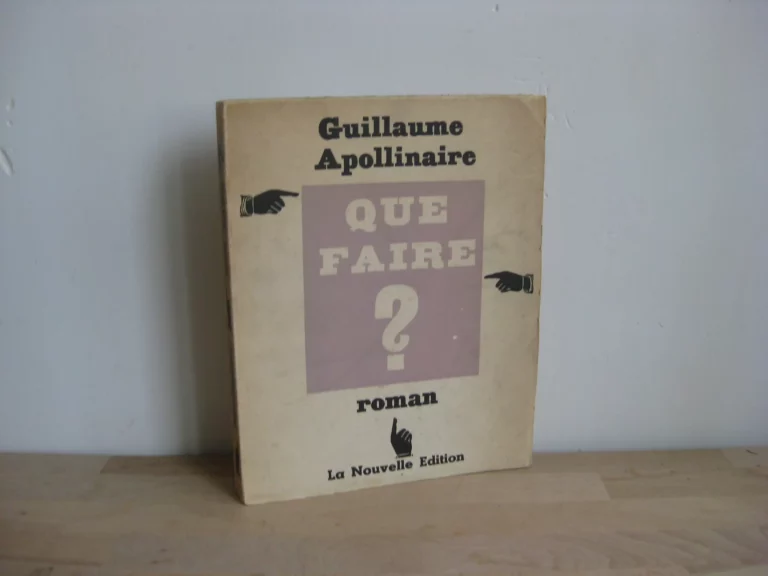 Guillaume
Apollinaire
QUE
FAIRE
?
roman
La Nouvelle Edition